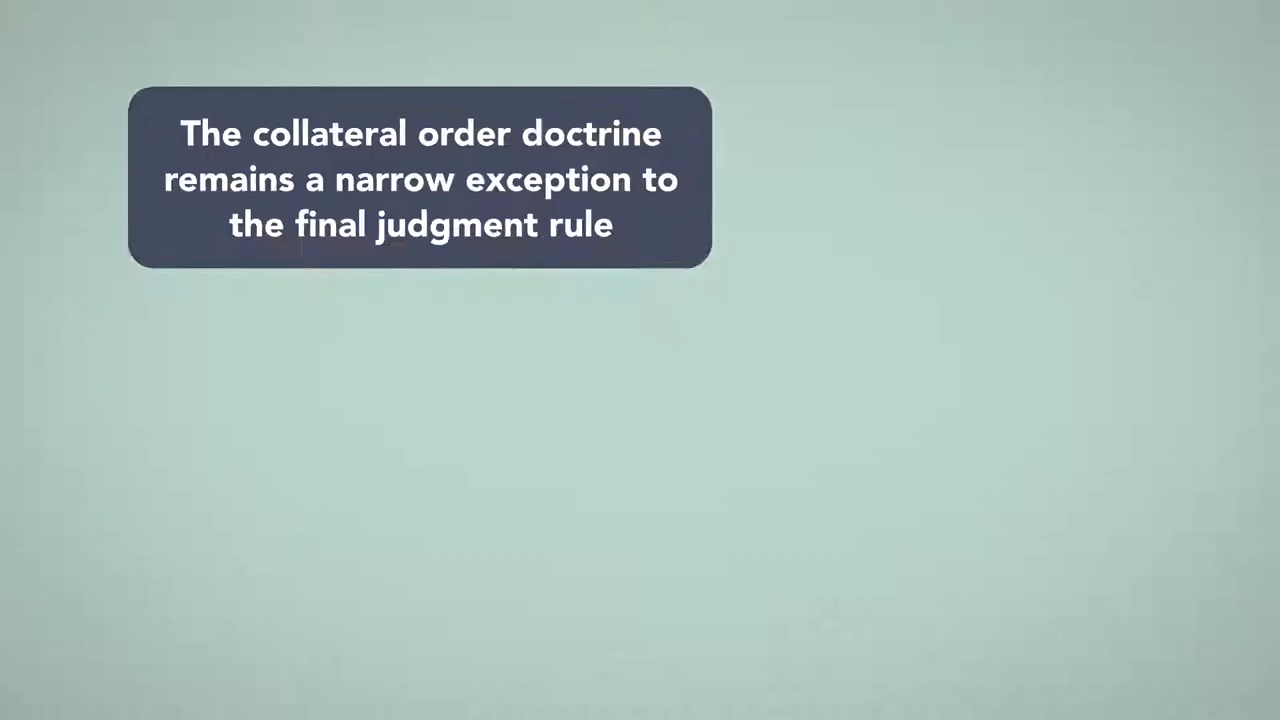 The collateral order doctrine
remains a narrow exception to
the final judgment rule